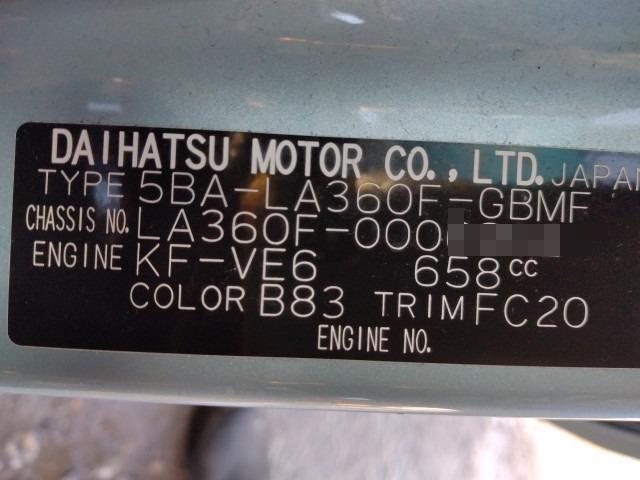 DAIHATSU MOTOR CO., LTD. JAPAN
TYPE 5BA-LA360F-GBMF
CHASSIS NO. LA360F-000
ENGINE KF-VE6 658cc
COLOR B83 TRIM FC20
ENGINE NO.